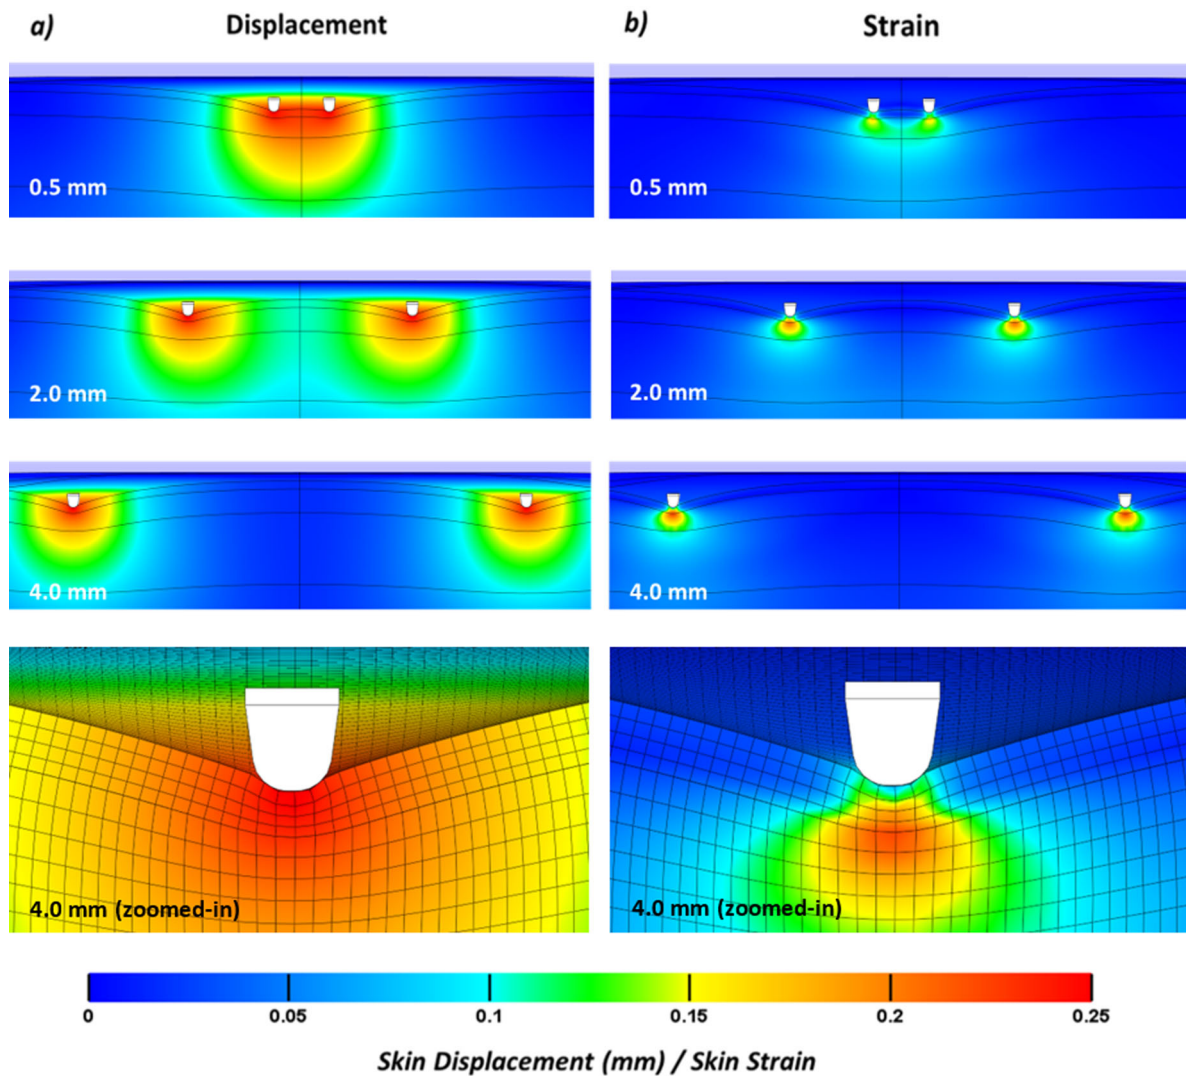 a)
Displacement
b)
Strain
0.5 mm
0.5 mm
2.0 mm
2.0 mm
4.0 mm
4.0 mm
4.0 mm (zoomed-in)
4.0 mm (zoomed-in)
0
0.05
0.1
0.15
0.2
0.25
Skin Displacement (mm) / Skin Strain